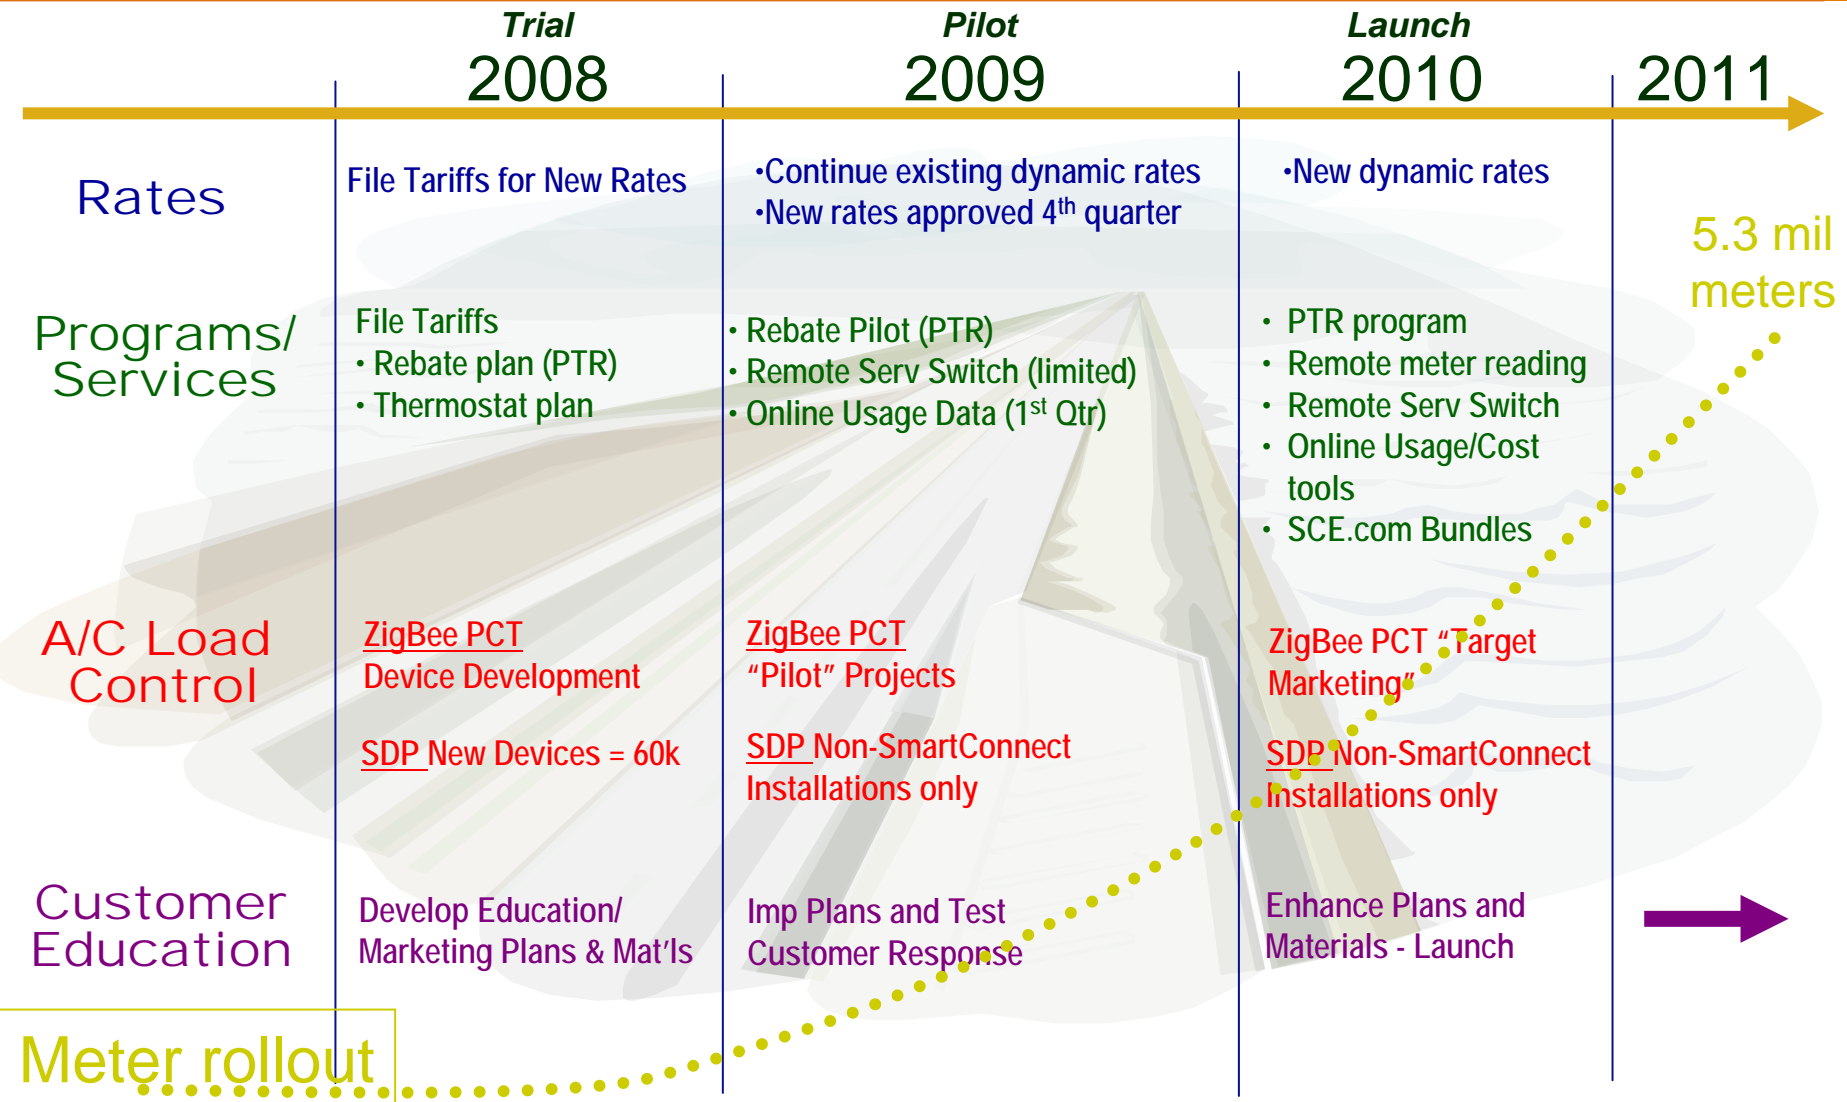 Trial
Pilot
Launch
2008
2009
2010
2011
Rates
File Tariffs for New Rates
•Continue existing dynamic rates
•New rates approved 4th quarter
•New dynamic rates
5.3 mil
meters
Programs/
Services
File Tariffs
• Rebate plan (PTR)
• Thermostat plan
• Rebate Pilot (PTR)
• Remote Serv Switch (limited)
• Online Usage Data (1st Qtr)
• PTR program
• Remote meter reading
• Remote Serv Switch
• Online Usage/Cost
tools
• SCE.com Bundles
A/C Load
Control
ZigBee PCT
Device Development
SDP New Devices = 60k
ZigBee PCT
“Pilot” Projects
SDP Non-SmartConnect
Installations only
ZigBee PCT “Target
Marketing”
SDP Non-SmartConnect
Installations only
Customer
Education
Develop Education/
Marketing Plans & Mat’ls
Imp Plans and Test
Customer Response
Enhance Plans and
Materials - Launch
Meter rollout